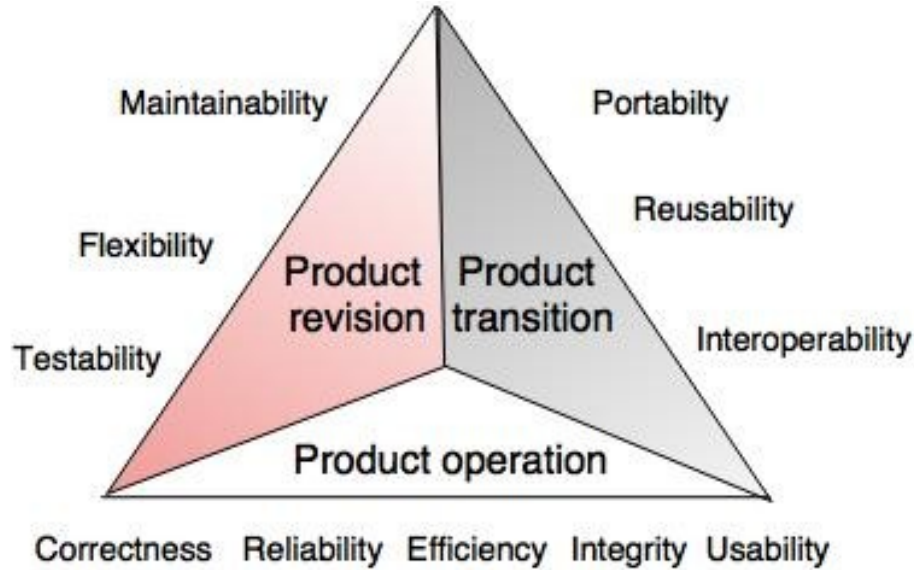 Maintainability
Portabilty
Reusability
Flexibility
Product revision
Product transition
Testability
Interoperability
Product operation
Correctness Reliability Efficiency Integrity Usability